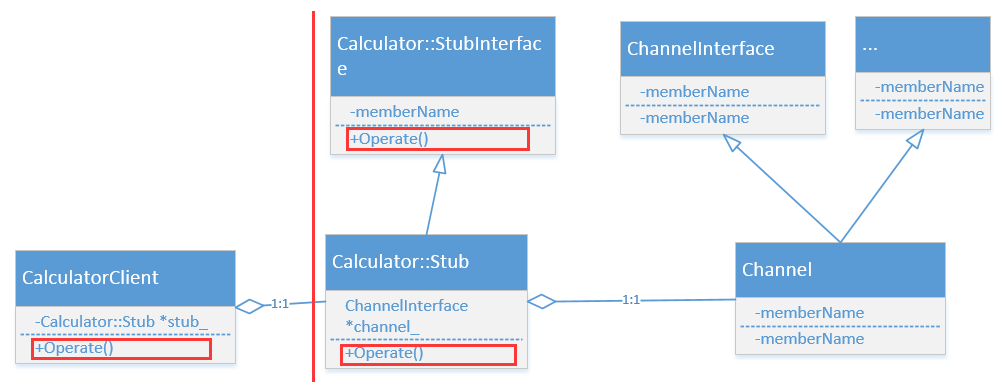 Calculator::StubInterfac
e
-memberName
+Operate()
ChannelInterface
-memberName
-memberName
...
-memberName
-memberName
CalculatorClient
-Calculator::Stub *stub_
+Operate()
1:1
Calculator::Stub
ChannelInterface
*channel_
+Operate()
1:1
Channel
-memberName
-memberName